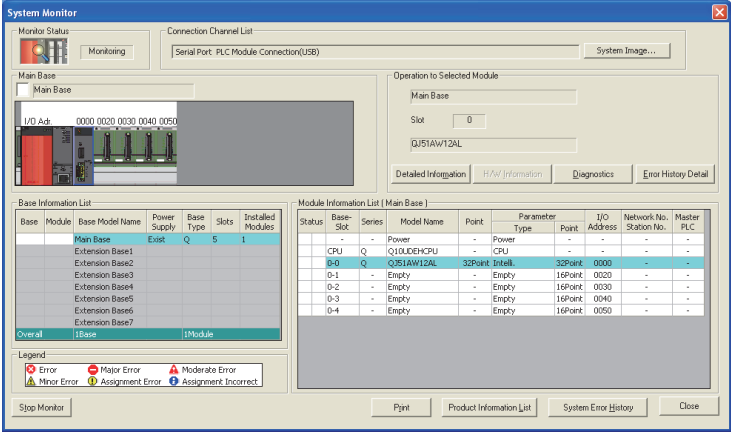 System Monitor
Monitor Status
Monitoring
Connection Channel List
Serial Port PLC Module Connection(USB)
System Image...
Main Base
Main Base
I/O Adr. 0000 0020 0030 0040 0050
Operation to Selected Module
Main Base
Slot 0
QJ51AW12AL
Detailed Information H/W Information Diagnostics Error History Detail
Base Information List
Base Module Base Model Name Power Supply Base Type Slots Installed Modules
Main Base Exist Q 5 1
Extension Base1
Extension Base2
Extension Base3
Extension Base4
Extension Base5
Extension Base6
Extension Base7
Overall 1Base 1Module
Module Information List ( Main Base )
Status Base-Slot Series Model Name Point Parameter Type Point I/O Address Network No. Station No. Master PLC
- - Power - Power - - - -
CPU Q Q10UDEHCPU - CPU - - - -
0-0 Q QJ51AW12AL 32Point Intelli. 32Point 0000 - -
0-1 - Empty - Empty 16Point 0020 - -
0-2 - Empty - Empty 16Point 0030 - -
0-3 - Empty - Empty 16Point 0040 - -
0-4 - Empty - Empty 16Point 0050 - -
Legend
Error Major Error Moderate Error
Minor Error Assignment Error Assignment Incorrect
Stop Monitor Print Product Information List System Error History Close